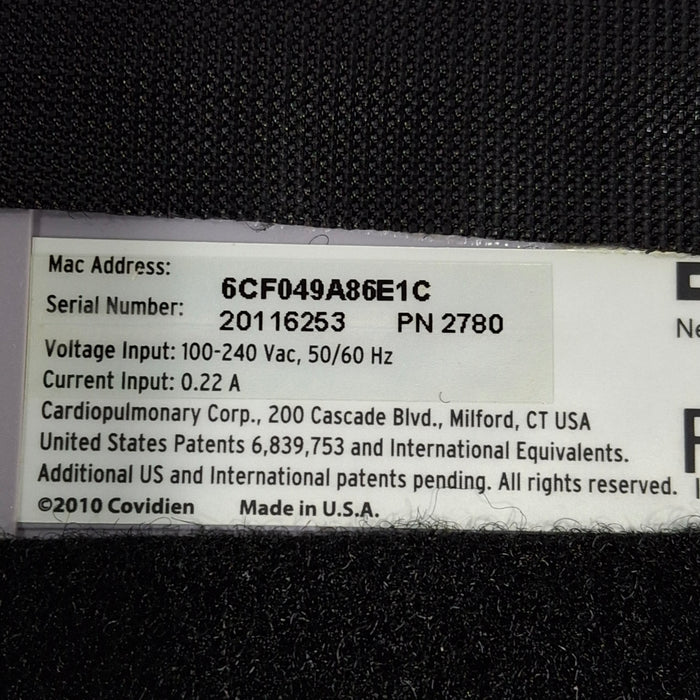 Mac Address:
6CF049A86E1C
Serial Number:
20116253 PN 2780
Voltage Input: 100-240 Vac, 50/60 Hz
Current Input: 0.22 A
Cardiopulmonary Corp., 200 Cascade Blvd., Milford, CT USA
United States Patents 6,839,753 and International Equivalents.
Additional US and International patents pending. All rights reserved.
©2010 Covidien Made in U.S.A.